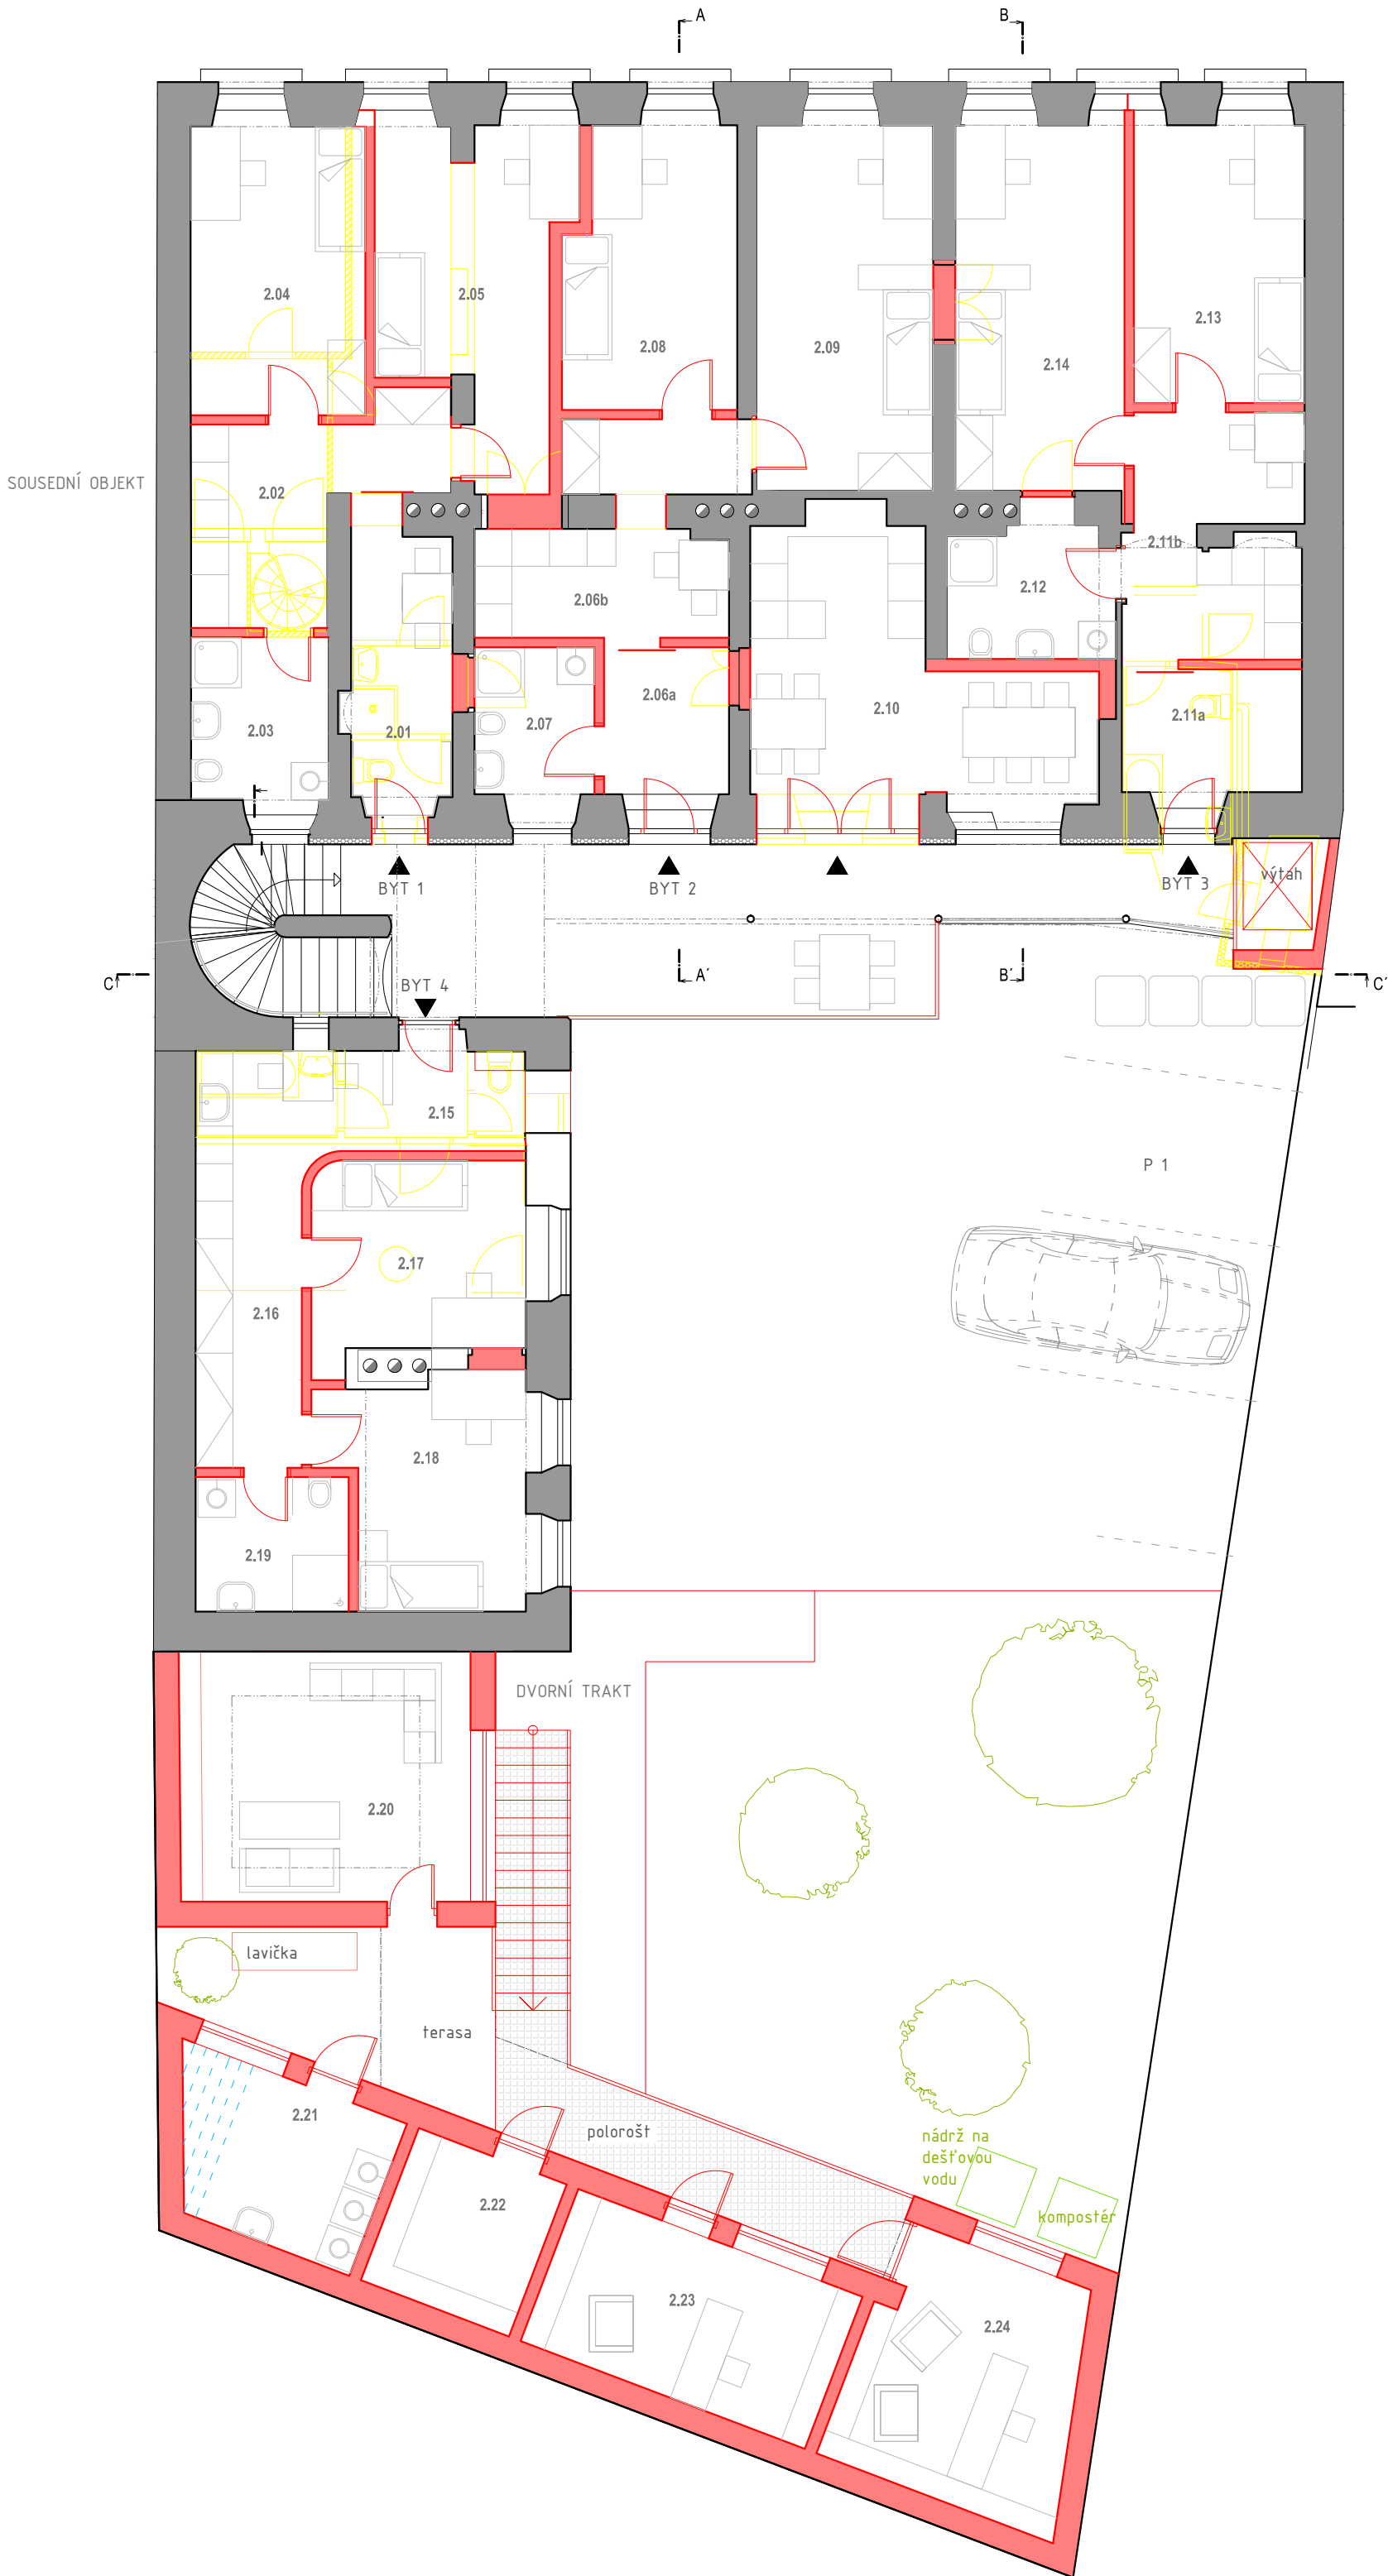 A
B
2.04
2.05
2.08
2.09
2.14
2.13
SOUSEDNÍ OBJEKT
2.02
2.11b
2.12
2.06b
2.06a
2.03
2.01
2.07
2.10
2.11a
BYT 1
BYT 2
BYT 3
výtah
C
BYT 4
A´
B´
C´
2.15
P 1
2.17
2.16
2.18
2.19
DVORNÍ TRAKT
2.20
lavička
terasa
2.21
polorošt
nádrž na
dešťovou
vodu
2.22
kompostér
2.23
2.24